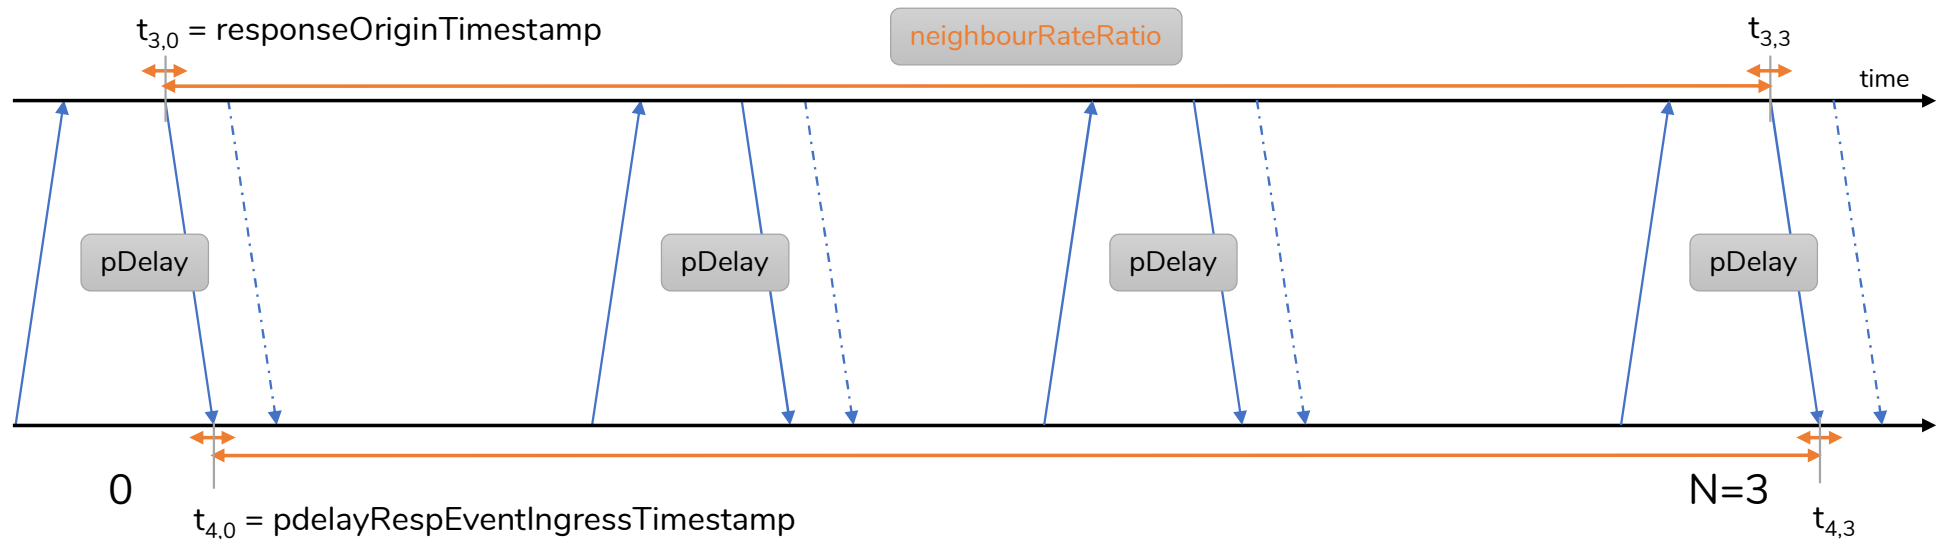 t3,0 = responseOriginTimestamp
neighbourRateRatio
t3,3
time
pDelay
pDelay
pDelay
pDelay
0
N=3
t4,0 = pdelayRespEventIngressTimestamp
t4,3